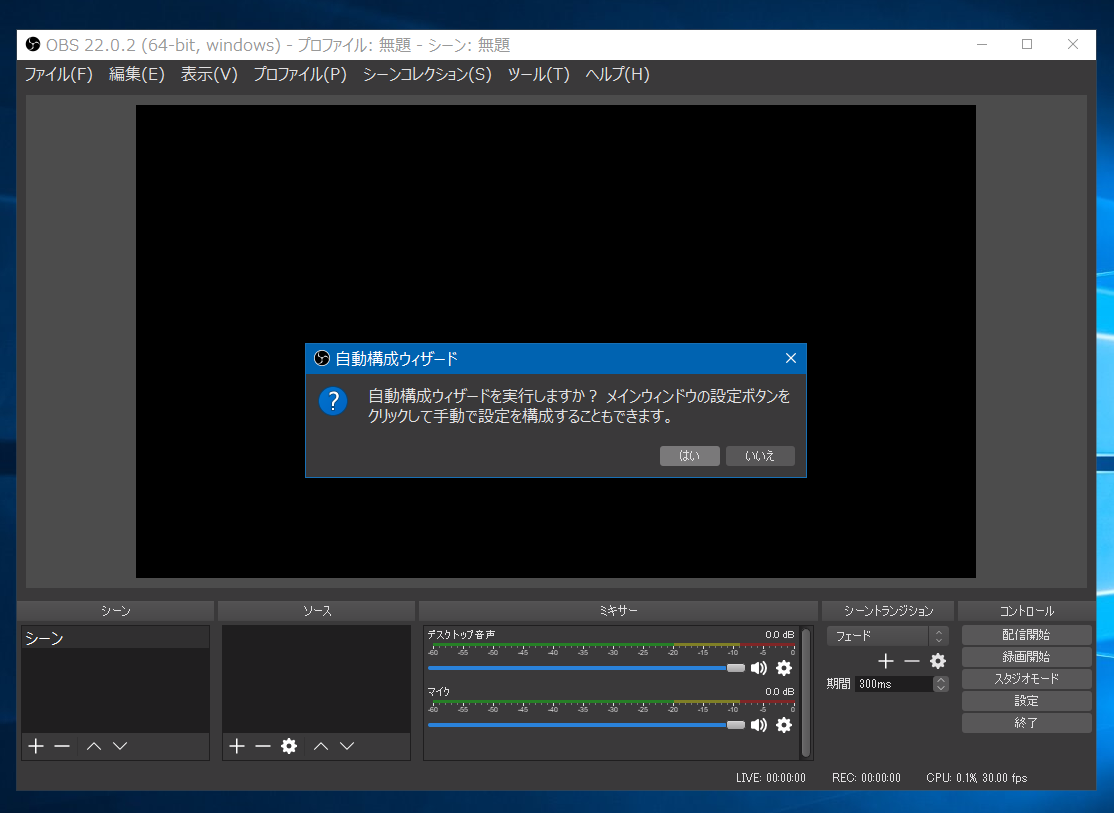 OBS 22.0.2 (64-bit, windows) - プロファイル: 無題 - シーン: 無題
ファイル(F) 編集(E) 表示(V) プロファイル(P) シーンコレクション(S) ツール(T) ヘルプ(H)
自動構成ウィザード
自動構成ウィザードを実行しますか? メインウィンドウの設定ボタンを
クリックして手動で設定を構成することもできます。
はい いいえ
シーン
シーン
ソース
ミキサー
デスクトップ音声 0.0 dB
-60 -55 -50 -45 -40 -35 -30 -25 -20 -15 -10 -5 0
マイク 0.0 dB
-60 -55 -50 -45 -40 -35 -30 -25 -20 -15 -10 -5 0
シーントランジション
フェード
期間 300ms
コントロール
配信開始
録画開始
スタジオモード
設定
終了
LIVE: 00:00:00 REC: 00:00:00 CPU: 0.1%, 30.00 fps